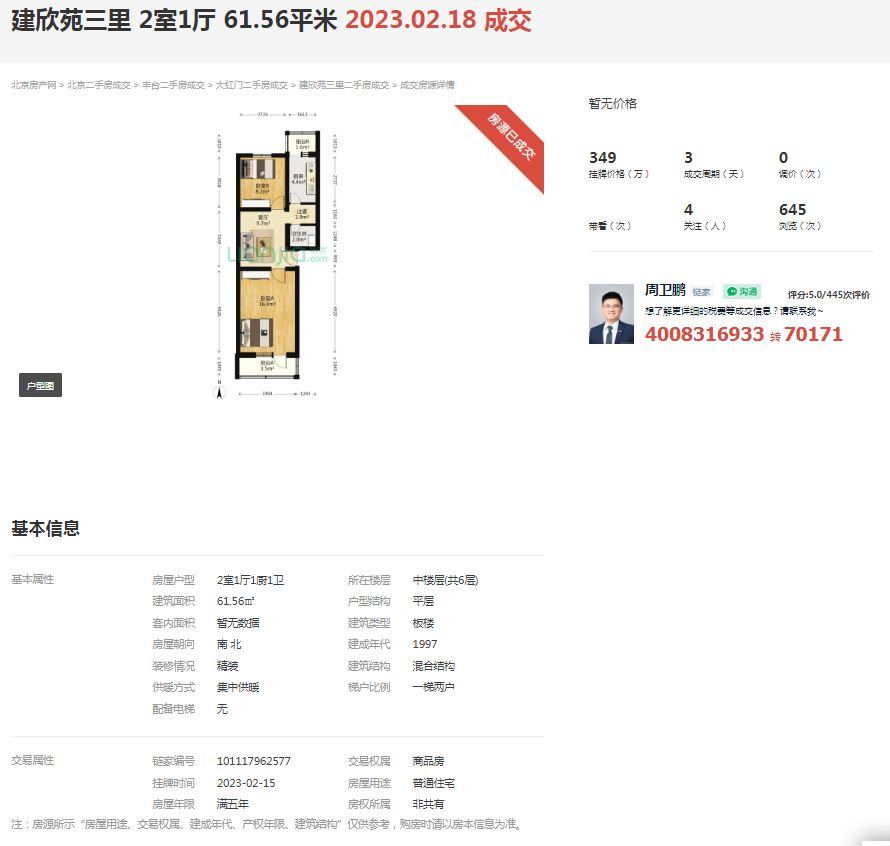 建欣苑三里 2室1厅 61.56平米 2023.02.18 成交
北京房产网 > 北京二手房成交 > 丰台二手房成交 > 大红门二手房成交 > 建欣苑三里二手房成交 > 成交房源详情
房源已成交
2724 1613
阳台B
1.6m²
厨房
4.4m²
卧室B
8.2m²
过道
1.9m²
客厅
9.7m²
卫生间
2.0m²
Lianjia.com
卧室A
16.4m²
阳台A
3.5m²
N
户型图
暂无价格
349 3 0
挂牌价格（万） 成交周期（天） 调价（次）
4 645
带看（次） 关注（人） 浏览（次）
周卫鹏 链家 沟通 评分:5.0/445次评价
想了解更详细的税费等成交信息？请联系我~
4008316933 转 70171
基本信息
基本属性 房屋户型 2室1厅1厨1卫 所在楼层 中楼层(共6层)
建筑面积 61.56㎡ 户型结构 平层
套内面积 暂无数据 建筑类型 板楼
房屋朝向 南 北 建成年代 1997
装修情况 精装 建筑结构 混合结构
供暖方式 集中供暖 梯户比例 一梯两户
配备电梯 无
交易属性 链家编号 101117962577 交易权属 商品房
挂牌时间 2023-02-15 房屋用途 普通住宅
房屋年限 满五年 房权所属 非共有
注：房源所示“房屋用途、交易权属、建成年代、产权年限、建筑结构”仅供参考，购房时请以房本信息为准。